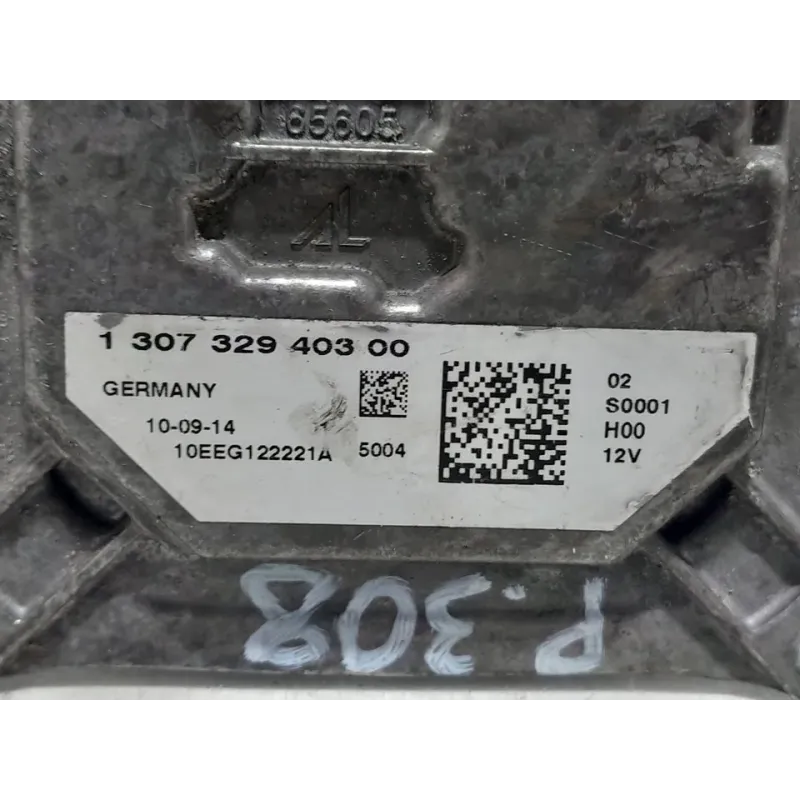 65605
AL
1 307 329 403 00
GERMANY
10-09-14
10EEG122221A 5004
02
S0001
H00
12V
P.308